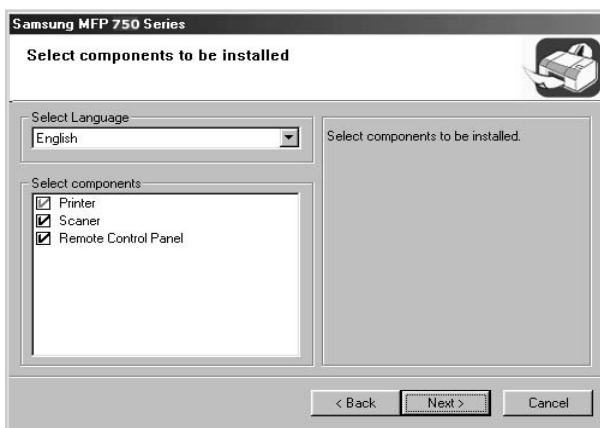 Samsung MFP 750 Series
Select components to be installed
Select Language
English
Select components to be installed.
Select components
Printer
Scaner
Remote Control Panel
< Back
Next >
Cancel